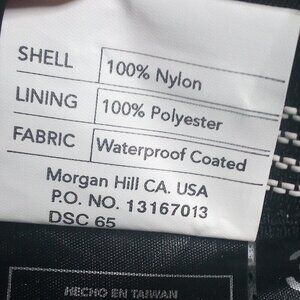 SHELL 100% Nylon
LINING 100% Polyester
FABRIC Waterproof Coated
Morgan Hill CA. USA
P.O. NO. 13167013
DSC 65
HECHO EN TAIWAN